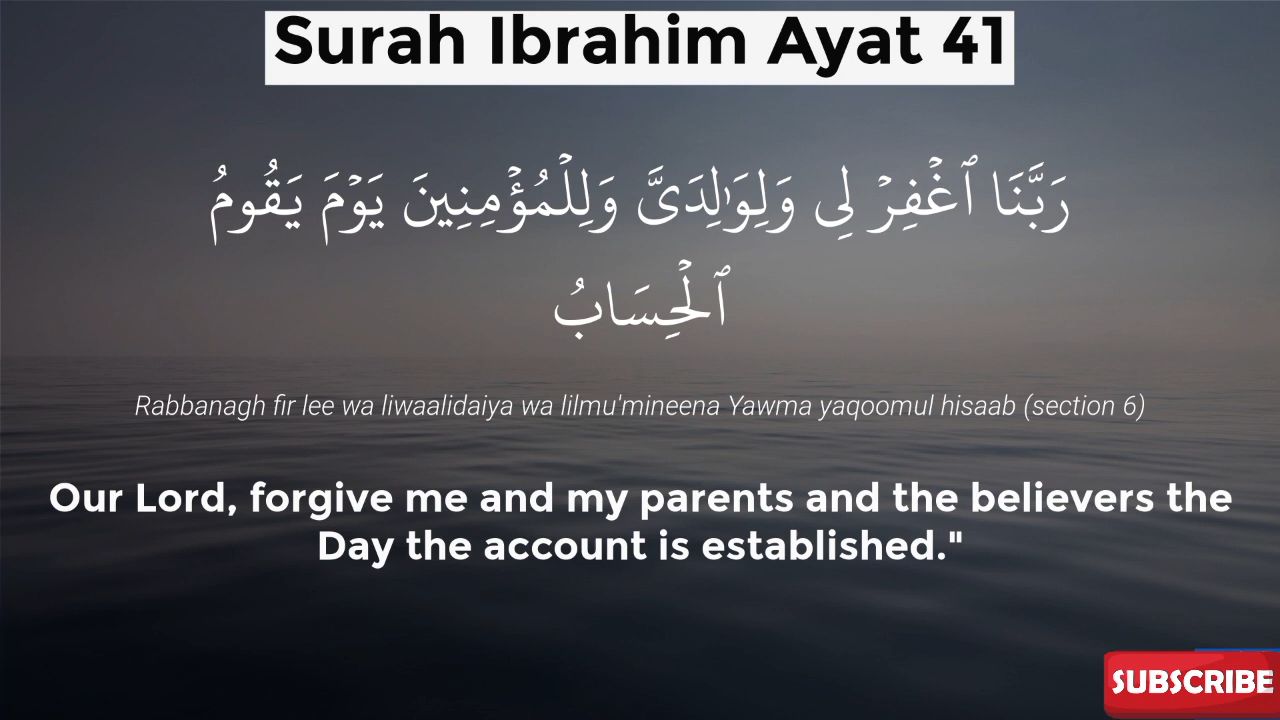 Surah Ibrahim Ayat 41
رَبَّنَا ٱغْفِرْ لِى وَلِوَٰلِدَىَّ وَلِلْمُؤْمِنِينَ يَوْمَ يَقُومُ
ٱلْحِسَابُ
Rabbanagh fir lee wa liwaalidaiya wa lilmu'mineena Yawma yaqoomul hisaab (section 6)
Our Lord, forgive me and my parents and the believers the
Day the account is established."
SUBSCRIBE